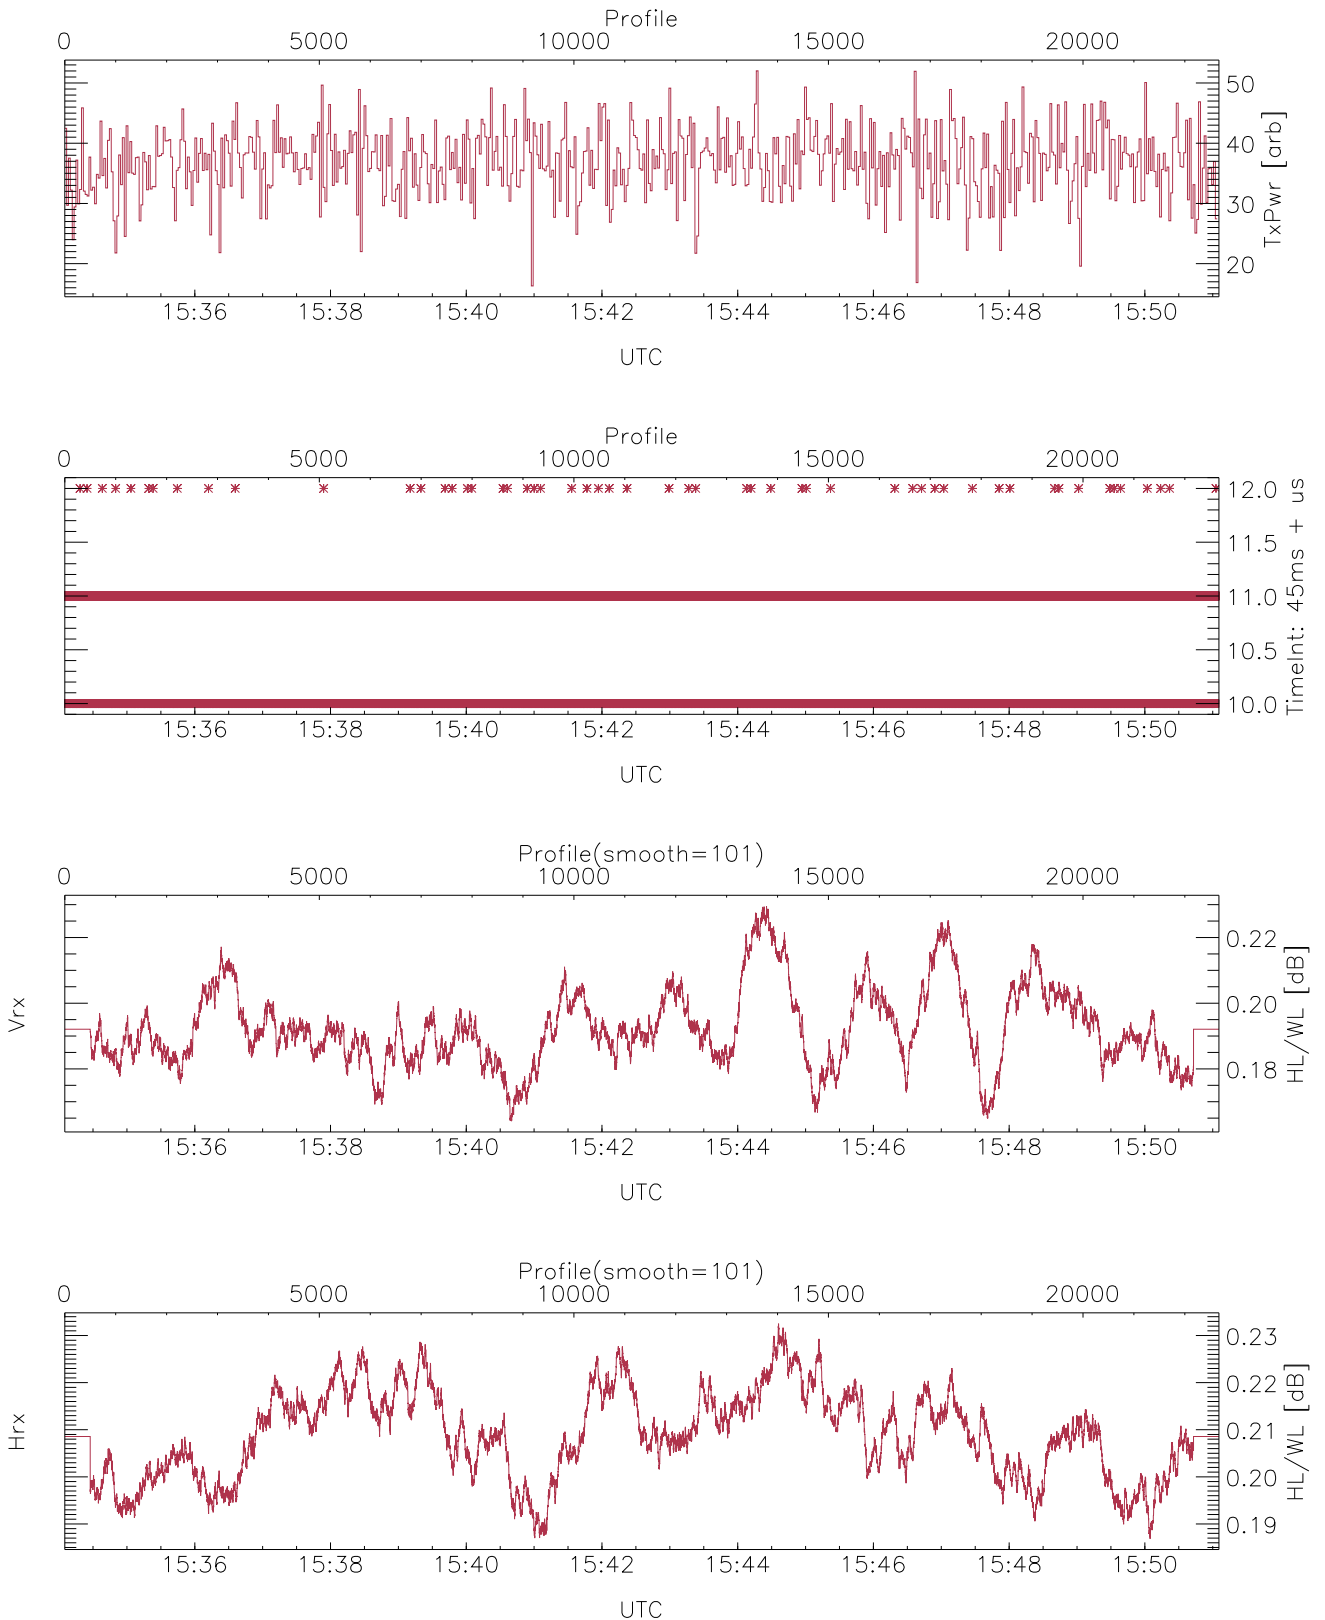 Profile
0 5000 10000 15000 20000
50
40
30
20
TxPwr [arb]
15:36 15:38 15:40 15:42 15:44 15:46 15:48 15:50
UTC
Profile
0 5000 10000 15000 20000
12.0
11.5
11.0
10.5
10.0
TimeInt: 45ms + us
15:36 15:38 15:40 15:42 15:44 15:46 15:48 15:50
UTC
Profile(smooth=101)
0 5000 10000 15000 20000
Vrx
0.22
0.20
0.18
HL/WL [dB]
15:36 15:38 15:40 15:42 15:44 15:46 15:48 15:50
UTC
Profile(smooth=101)
0 5000 10000 15000 20000
Hrx
0.23
0.22
0.21
0.20
0.19
HL/WL [dB]
15:36 15:38 15:40 15:42 15:44 15:46 15:48 15:50
UTC